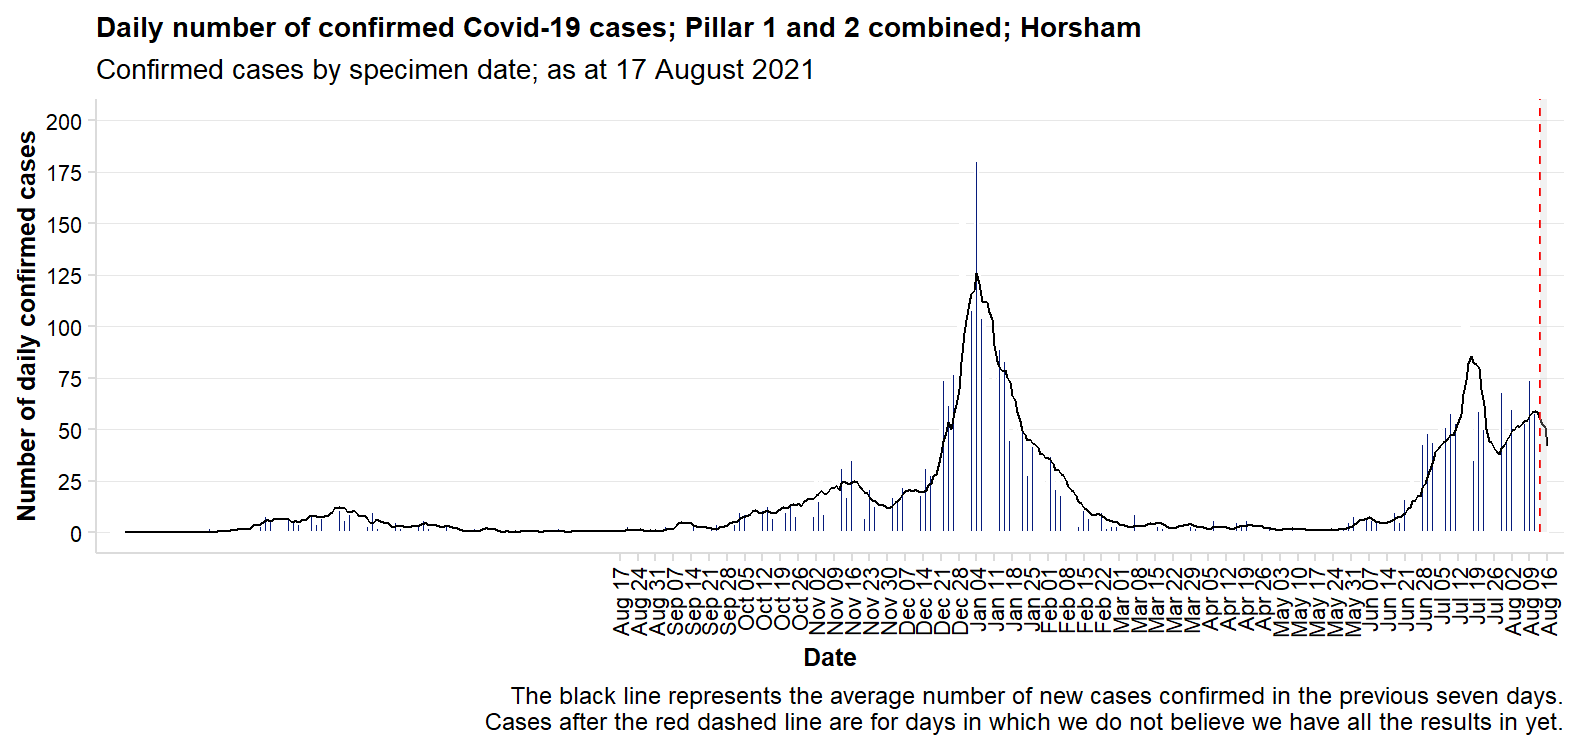 Daily number of confirmed Covid-19 cases; Pillar 1 and 2 combined; Horsham
Confirmed cases by specimen date; as at 17 August 2021
Number of daily confirmed cases
200
175
150
125
100
75
50
25
0
Aug 17
Aug 24
Aug 31
Sep 07
Sep 14
Sep 21
Sep 28
Oct 05
Oct 12
Oct 19
Oct 26
Nov 02
Nov 09
Nov 16
Nov 23
Nov 30
Dec 07
Dec 14
Dec 21
Dec 28
Jan 04
Jan 11
Jan 18
Jan 25
Feb 01
Feb 08
Feb 15
Feb 22
Mar 01
Mar 08
Mar 15
Mar 22
Mar 29
Apr 05
Apr 12
Apr 19
Apr 26
May 03
May 10
May 17
May 24
May 31
Jun 07
Jun 14
Jun 21
Jun 28
Jul 05
Jul 12
Jul 19
Jul 26
Aug 02
Aug 09
Aug 16
Date
The black line represents the average number of new cases confirmed in the previous seven days.
Cases after the red dashed line are for days in which we do not believe we have all the results in yet.